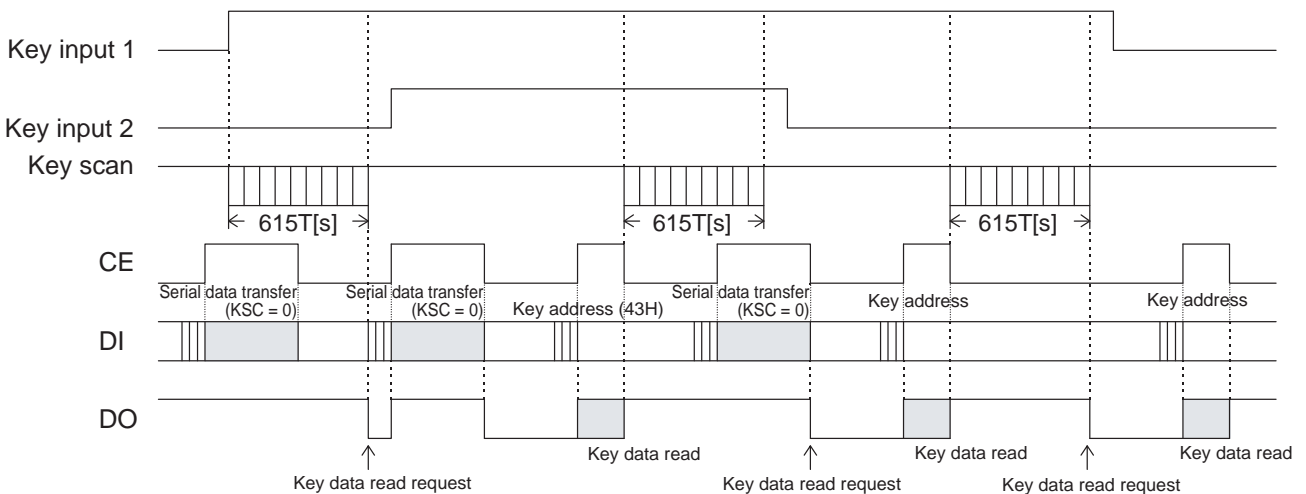 Key input 1
Key input 2
Key scan
615T[s] 615T[s] 615T[s]
CE
Serial data transfer Serial data transfer Key address (43H) Serial data transfer Key address Key address
(KSC = 0) (KSC = 0) (KSC = 0)
DI
DO
Key data read Key data read Key data read
Key data read request Key data read request Key data read request